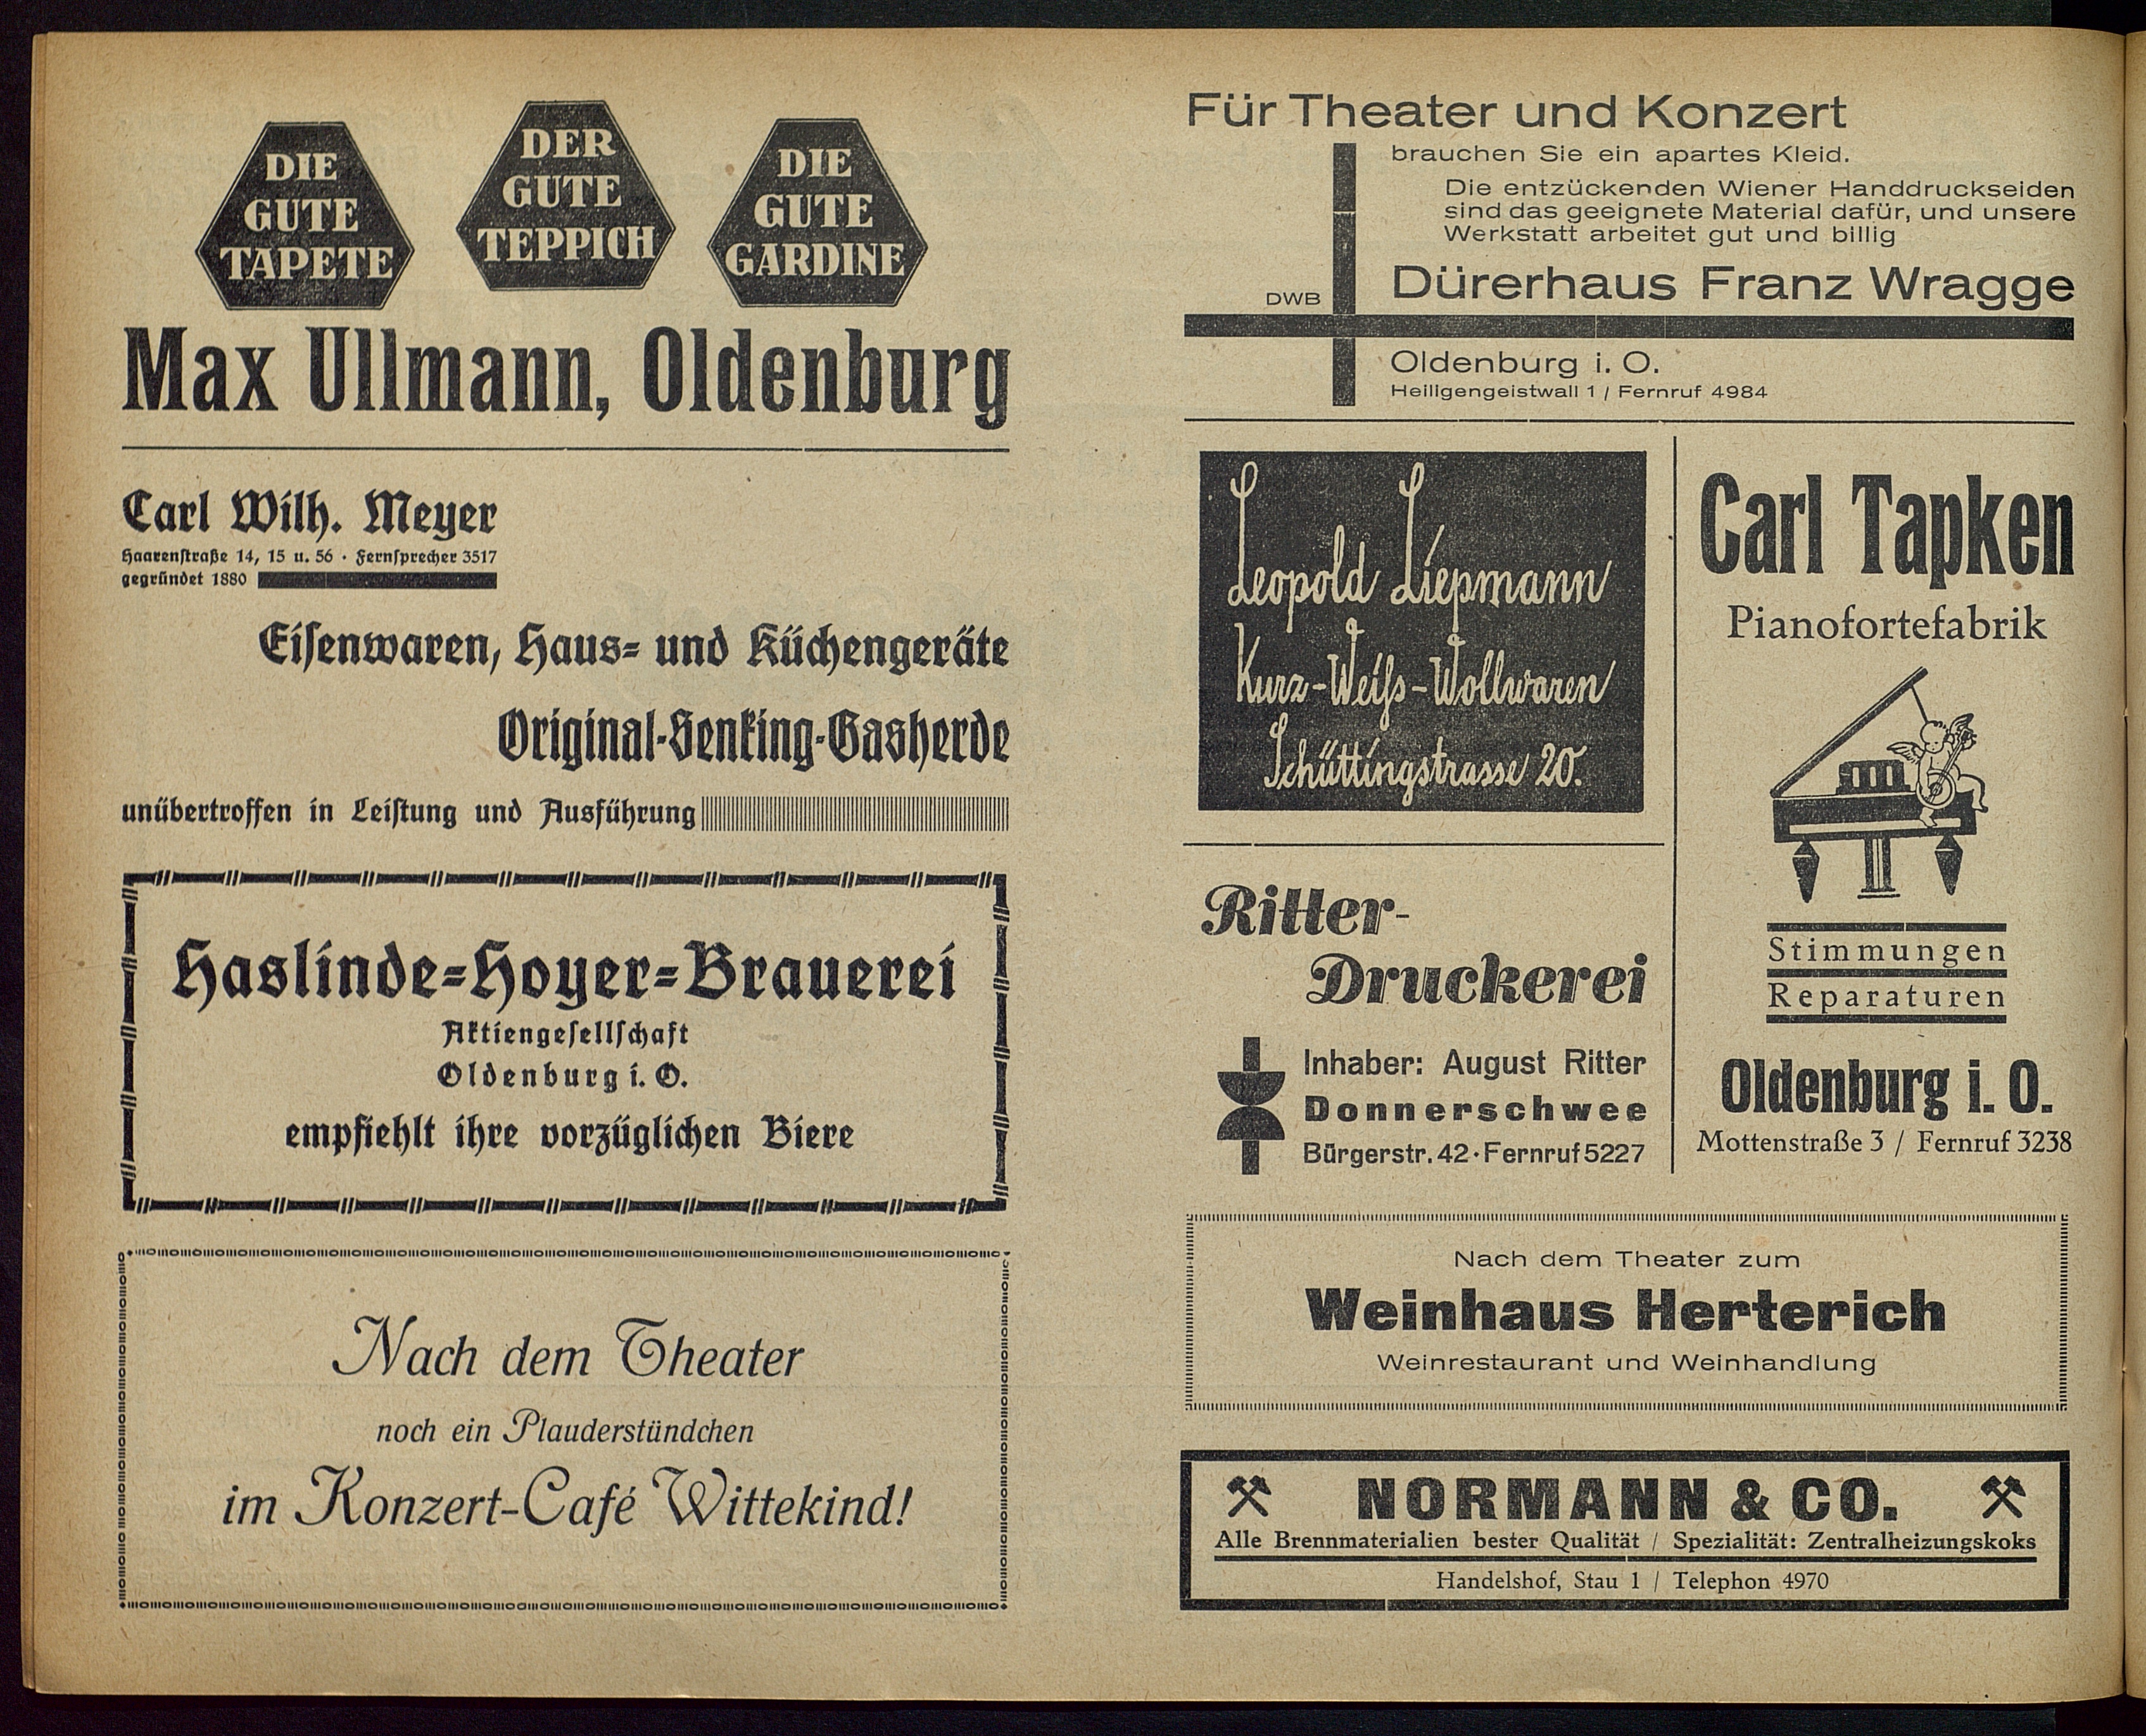 DIE
GUTE
TAPETE
DER
GUTE
TEPPICH
DIE
GUTE
GARDINE
Max Ullmann, Oldenburg
Carl Wilh. Meyer
Haarenſtraße 14, 15 u. 56 · Fernſprecher 3517
gegründet 1880
Eiſenwaren, Haus- und Küchengeräte
Original-Senking-Gasherde
unübertroffen in Leiſtung und Ausführung
Haslinde-Hoyer-Brauerei
Aktiengeſellſchaft
Oldenburg i. O.
empfiehlt ihre vorzüglichen Biere
Nach dem Theater
noch ein Plauderstündchen
im Konzert-Café Wittekind!
Für Theater und Konzert
brauchen Sie ein apartes Kleid.
Die entzückenden Wiener Handdruckseiden
sind das geeignete Material dafür, und unsere
Werkstatt arbeitet gut und billig
DWB
Dürerhaus Franz Wragge
Oldenburg i. O.
Heiligengeistwall 1 / Fernruf 4984
Leopold Liepmann
Kurz-Weiſs-Wollwaren
Schüttingstrasse 20.
Ritter-
Druckerei
Inhaber: August Ritter
Donnerschwee
Bürgerstr. 42 · Fernruf 5227
Carl Tapken
Pianofortefabrik
Stimmungen
Reparaturen
Oldenburg i. O.
Mottenstraße 3 / Fernruf 3238
Nach dem Theater zum
Weinhaus Herterich
Weinrestaurant und Weinhandlung
NORMANN & CO.
Alle Brennmaterialien bester Qualität / Spezialität: Zentralheizungskoks
Handelshof, Stau 1 / Telephon 4970